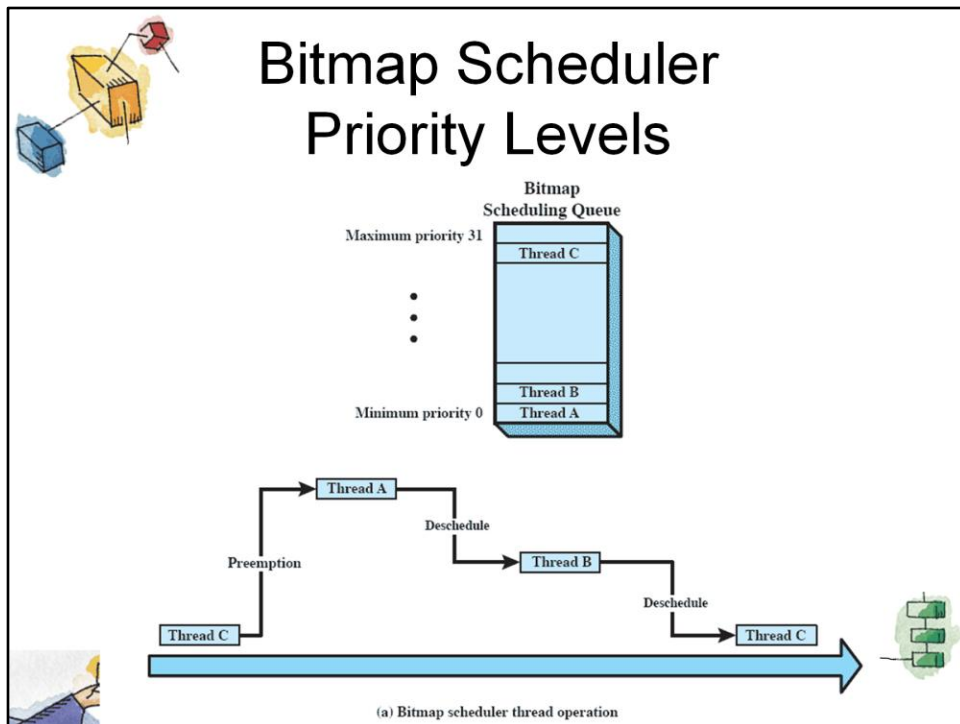 Bitmap Scheduler
Priority Levels
Bitmap
Scheduling Queue
Maximum priority 31
Thread C
Thread B
Minimum priority 0
Thread A
Thread A
Deschedule
Preemption
Thread B
Deschedule
Thread C
Thread C
(a) Bitmap scheduler thread operation